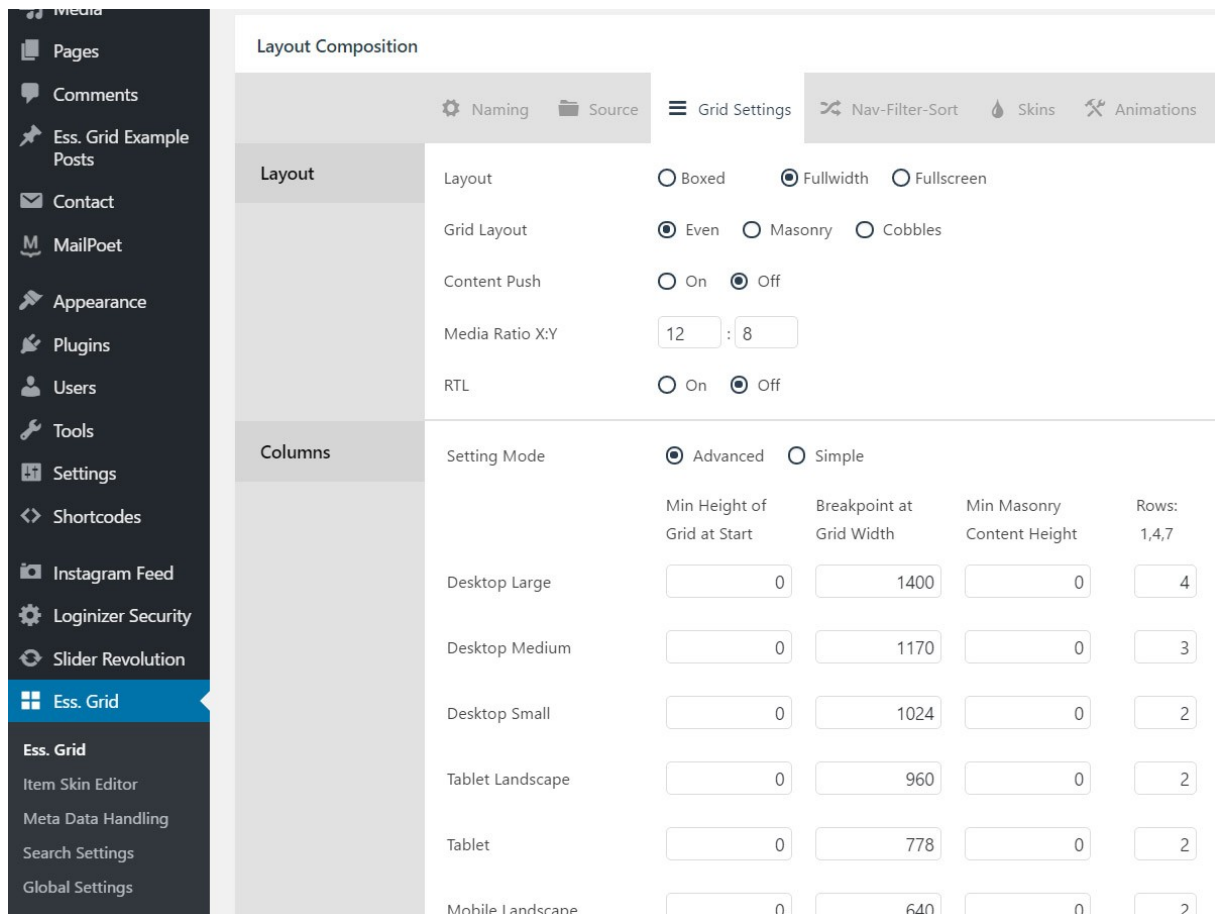 Media
Pages
Comments
Ess. Grid Example
Posts
Contact
MailPoet
Appearance
Plugins
Users
Tools
Settings
Shortcodes
Instagram Feed
Loginizer Security
Slider Revolution
Ess. Grid
Ess. Grid
Item Skin Editor
Meta Data Handling
Search Settings
Global Settings
Layout Composition
Naming Source Grid Settings Nav-Filter-Sort Skins Animations
Layout
Layout Boxed Fullwidth Fullscreen
Grid Layout Even Masonry Cobbles
Content Push On Off
Media Ratio X:Y 12 : 8
RTL On Off
Columns
Setting Mode Advanced Simple
Min Height of Breakpoint at Min Masonry Rows:
Grid at Start Grid Width Content Height 1,4,7
Desktop Large 0 1400 0 4
Desktop Medium 0 1170 0 3
Desktop Small 0 1024 0 2
Tablet Landscape 0 960 0 2
Tablet 0 778 0 2
Mobile Landscape 0 640 0 2